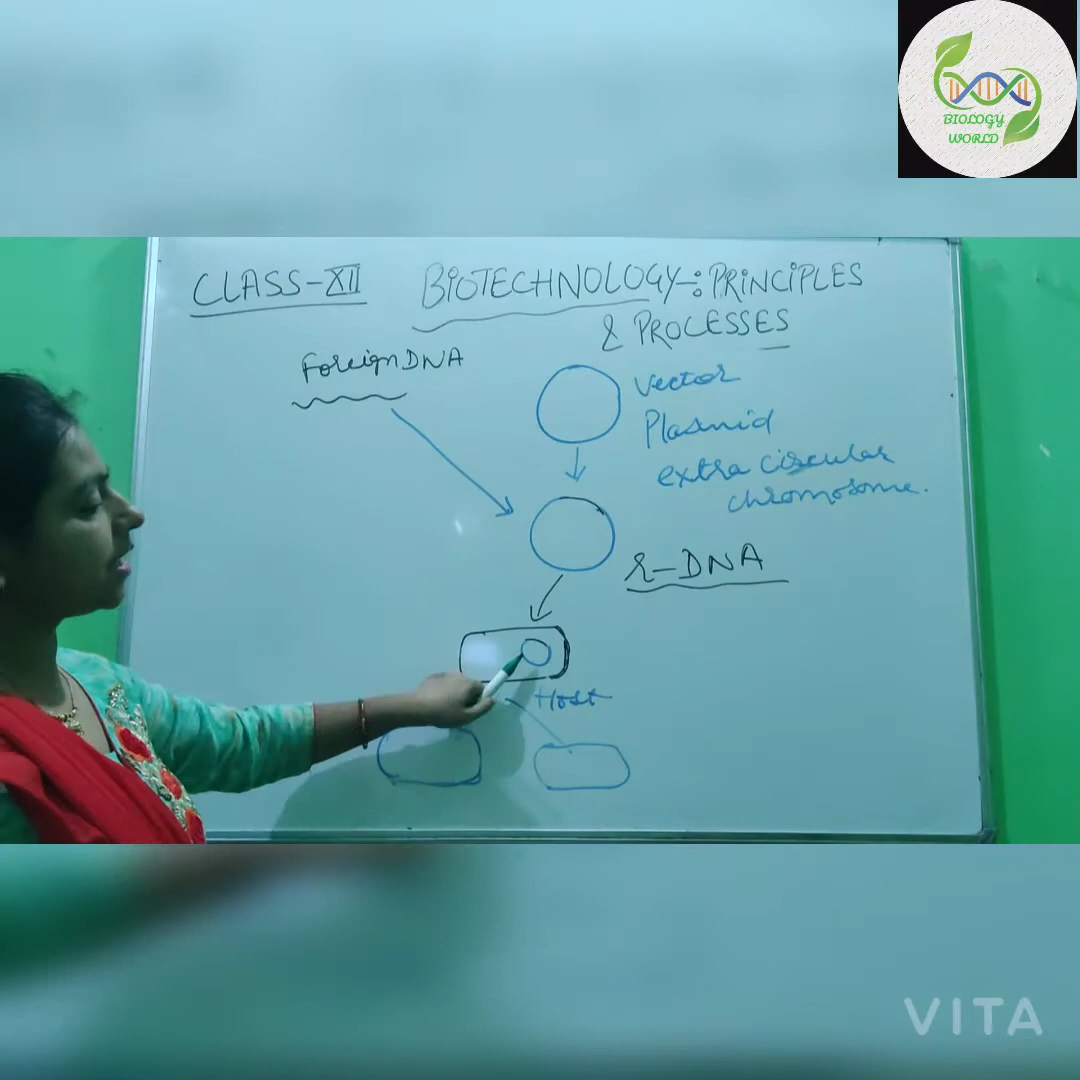 BIOLOGY
WORLD
CLASS-XII
BIOTECHNOLOGY-: PRINCIPLES
& PROCESSES
Foreign DNA
Vector
Plasmid
extra circular
chromosome.
r-DNA
Host
VITA